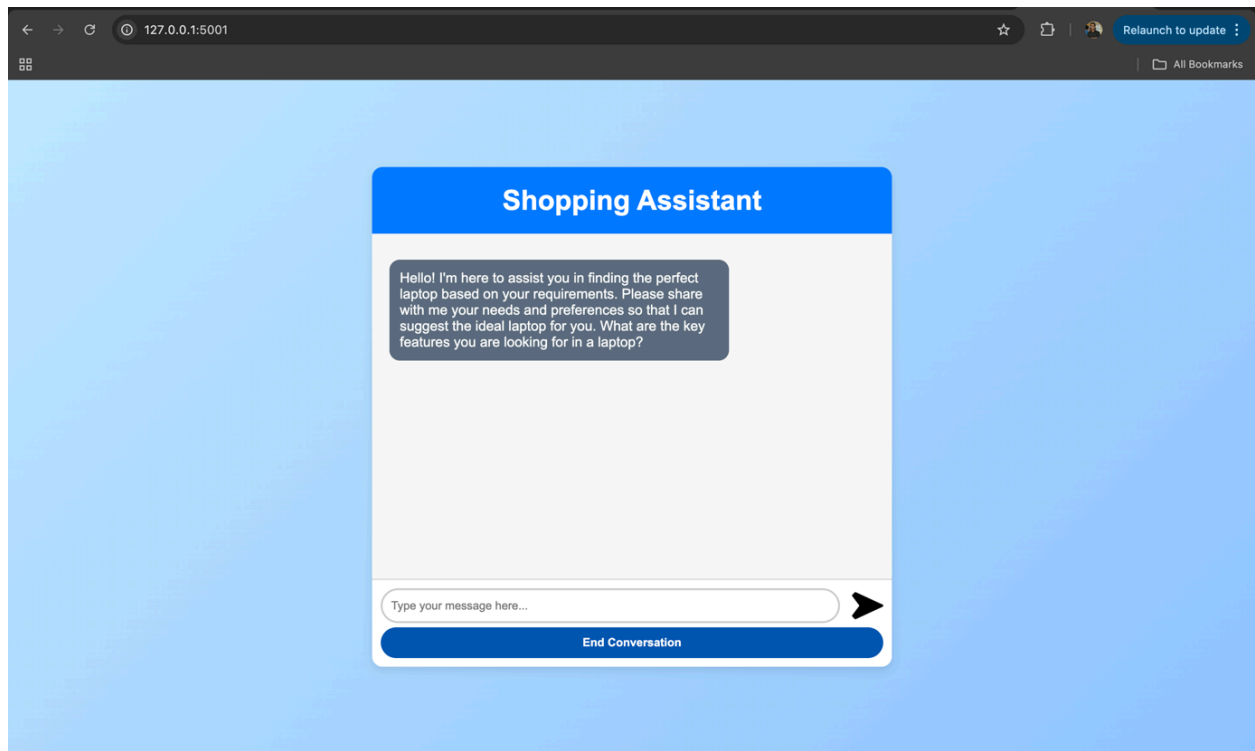 127.0.0.1:5001
Relaunch to update
All Bookmarks
Shopping Assistant
Hello! I'm here to assist you in finding the perfect
laptop based on your requirements. Please share
with me your needs and preferences so that I can
suggest the ideal laptop for you. What are the key
features you are looking for in a laptop?
Type your message here...
End Conversation